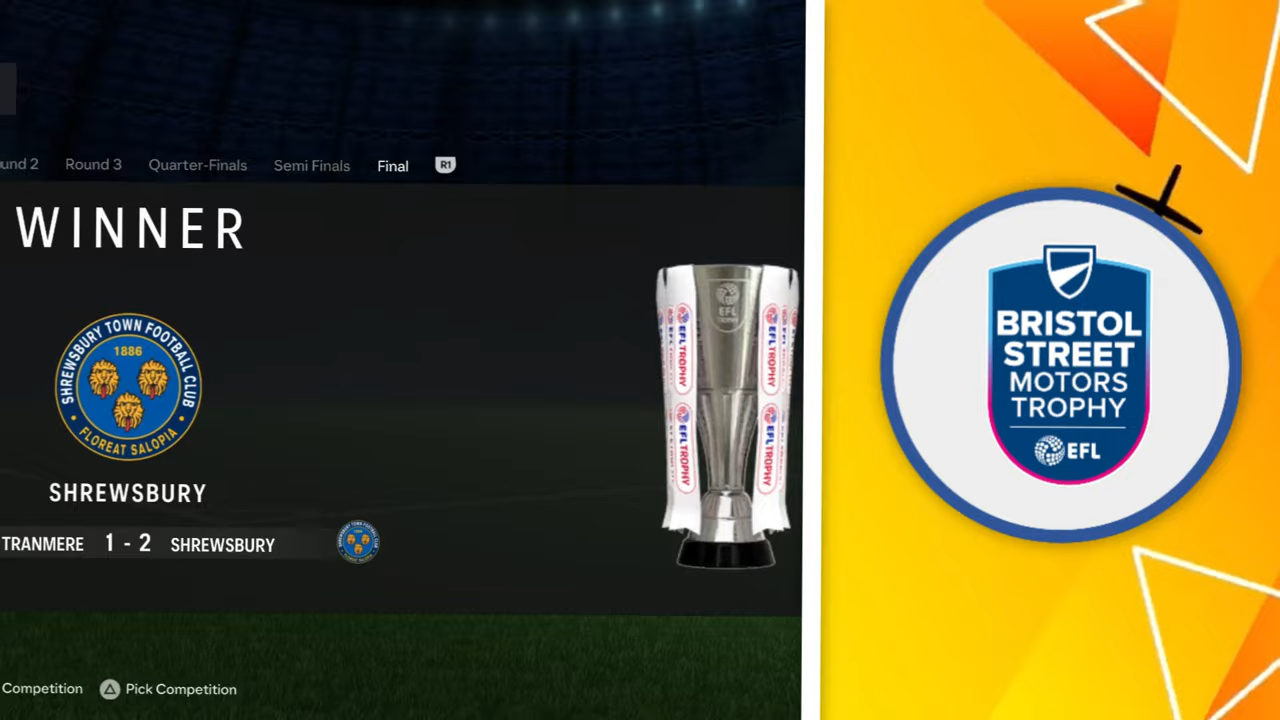 und 2 Round 3 Quarter-Finals Semi Finals Final R1
WINNER
SHREWSBURY TOWN FOOTBALL CLUB
1886
FLOREAT SALOPIA
SHREWSBURY
TRANMERE 1 - 2 SHREWSBURY
Competition Pick Competition
EFL
TROPHY
EFL TROPHY
EFL TROPHY
EFL TROPHY
EFL TROPHY
BRISTOL
STREET
MOTORS
TROPHY
EFL